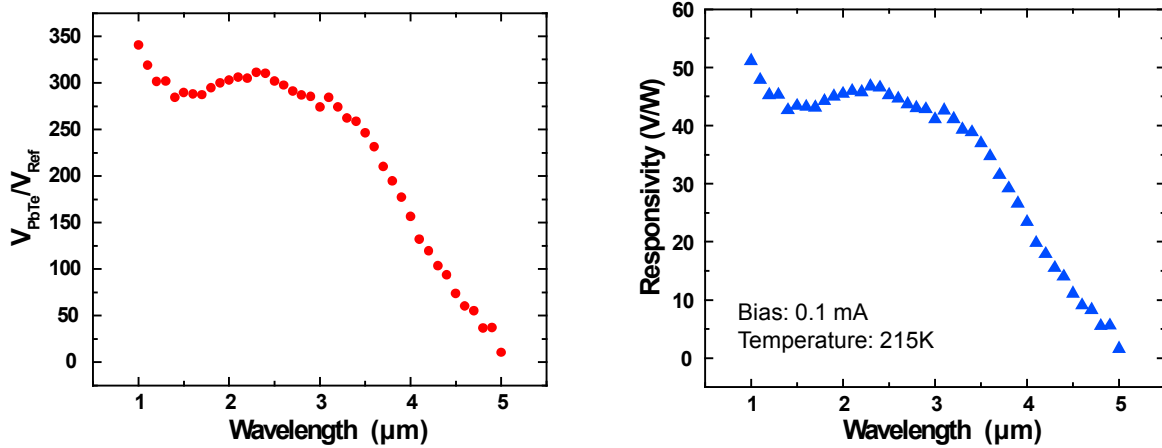 350
300
250
200
150
100
50
0
V_PbTe/V_Ref
1 2 3 4 5
Wavelength (μm)
60
50
40
30
20
10
0
Responsivity (V/W)
Bias: 0.1 mA
Temperature: 215K
1 2 3 4 5
Wavelength (μm)